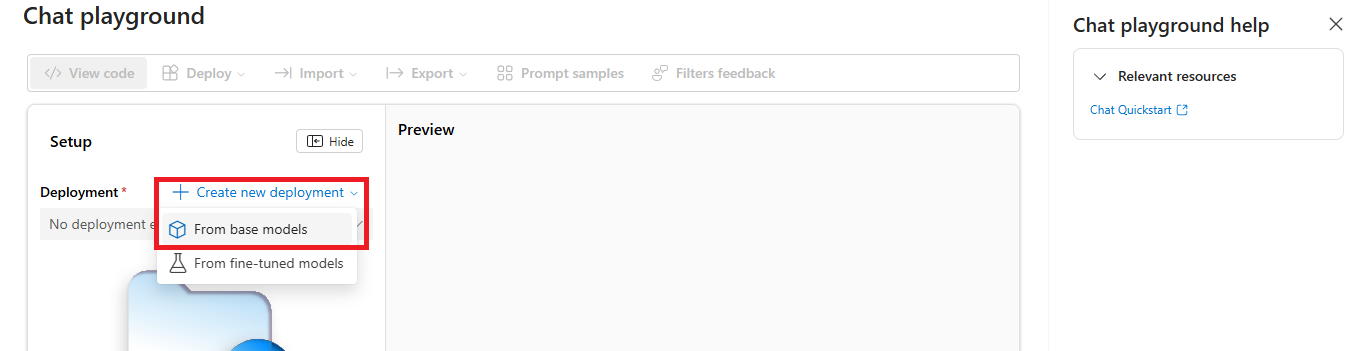 Chat playground
View code
Deploy
Import
Export
Prompt samples
Filters feedback
Setup
Hide
Deployment *
Create new deployment
No deployment
From base models
From fine-tuned models
Preview
Chat playground help
Relevant resources
Chat Quickstart